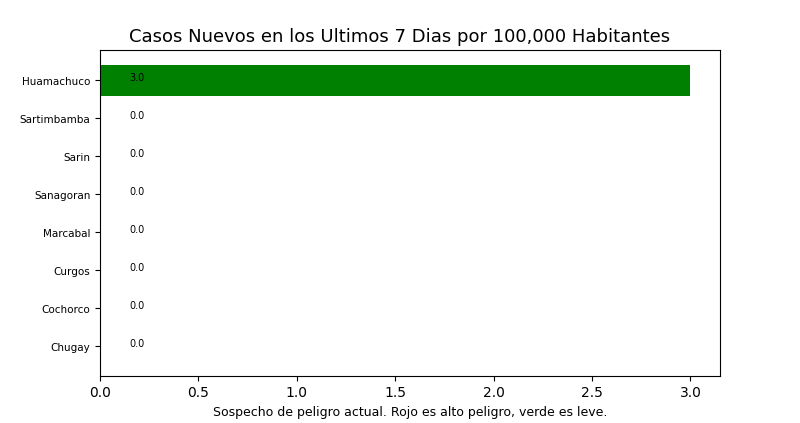 Casos Nuevos en los Ultimos 7 Dias por 100,000 Habitantes
Huamachuco 3.0
Sartimbamba 0.0
Sarin 0.0
Sanagoran 0.0
Marcabal 0.0
Curgos 0.0
Cochorco 0.0
Chugay 0.0
0.0 0.5 1.0 1.5 2.0 2.5 3.0
Sospecho de peligro actual. Rojo es alto peligro, verde es leve.